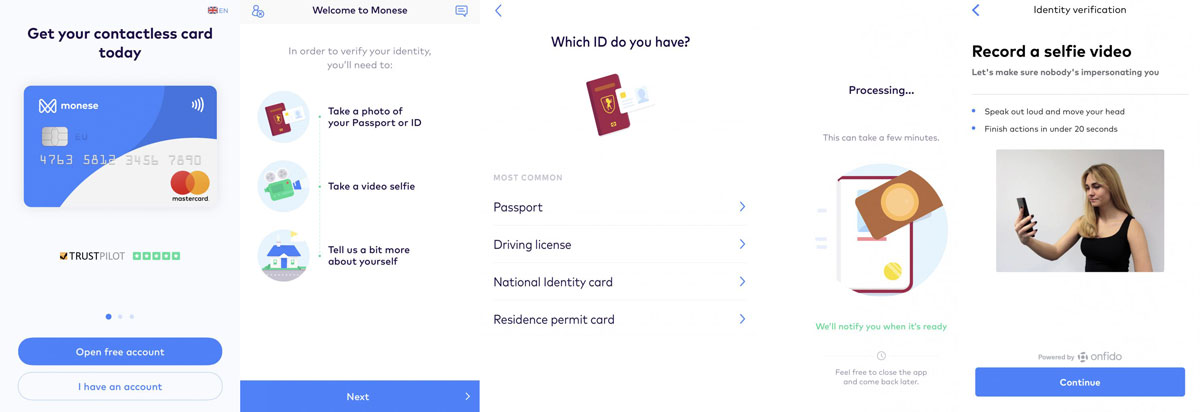 EN
Get your contactless card
today
monese
EU
4763 5812 3456 7890
mastercard
TRUSTPILOT
Open free account
I have an account
Welcome to Monese
In order to verify your identity,
you'll need to:
Take a photo of
your Passport or ID
Take a video selfie
Tell us a bit more
about yourself
Next
Which ID do you have?
MOST COMMON
Passport
Driving license
National Identity card
Residence permit card
Processing...
This can take a few minutes.
We'll notify you when it's ready
Feel free to close the app
and come back later.
Identity verification
Record a selfie video
Let's make sure nobody's impersonating you
Speak out loud and move your head
Finish actions in under 20 seconds
Powered by onfido
Continue